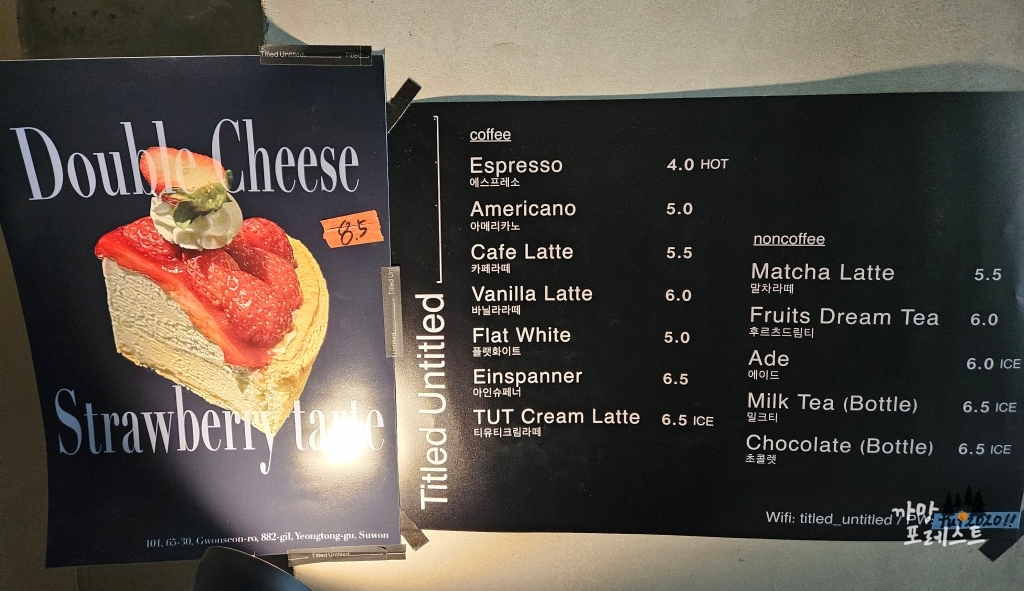 Titled Untitled
Titled
Double Cheese
8.5
Strawberry tarte
101, 65-30, Gwonseon-ro, 882-gil, Yeongtong-gu, Suwon
Titled Untitled
Titled Untitled
coffee
Espresso 4.0 HOT
에스프레소
Americano 5.0
아메리카노
Cafe Latte 5.5
카페라떼
Vanilla Latte 6.0
바닐라라떼
Flat White 5.0
플랫화이트
Einspanner 6.5
아인슈페너
TUT Cream Latte 6.5 ICE
티유티크림라떼
noncoffee
Matcha Latte 5.5
말차라떼
Fruits Dream Tea 6.0
후르츠드림티
Ade 6.0 ICE
에이드
Milk Tea (Bottle) 6.5 ICE
밀크티
Chocolate (Bottle) 6.5 ICE
초콜렛
Wifi: titled_untitled / PW
2020!!
까망
포레스트